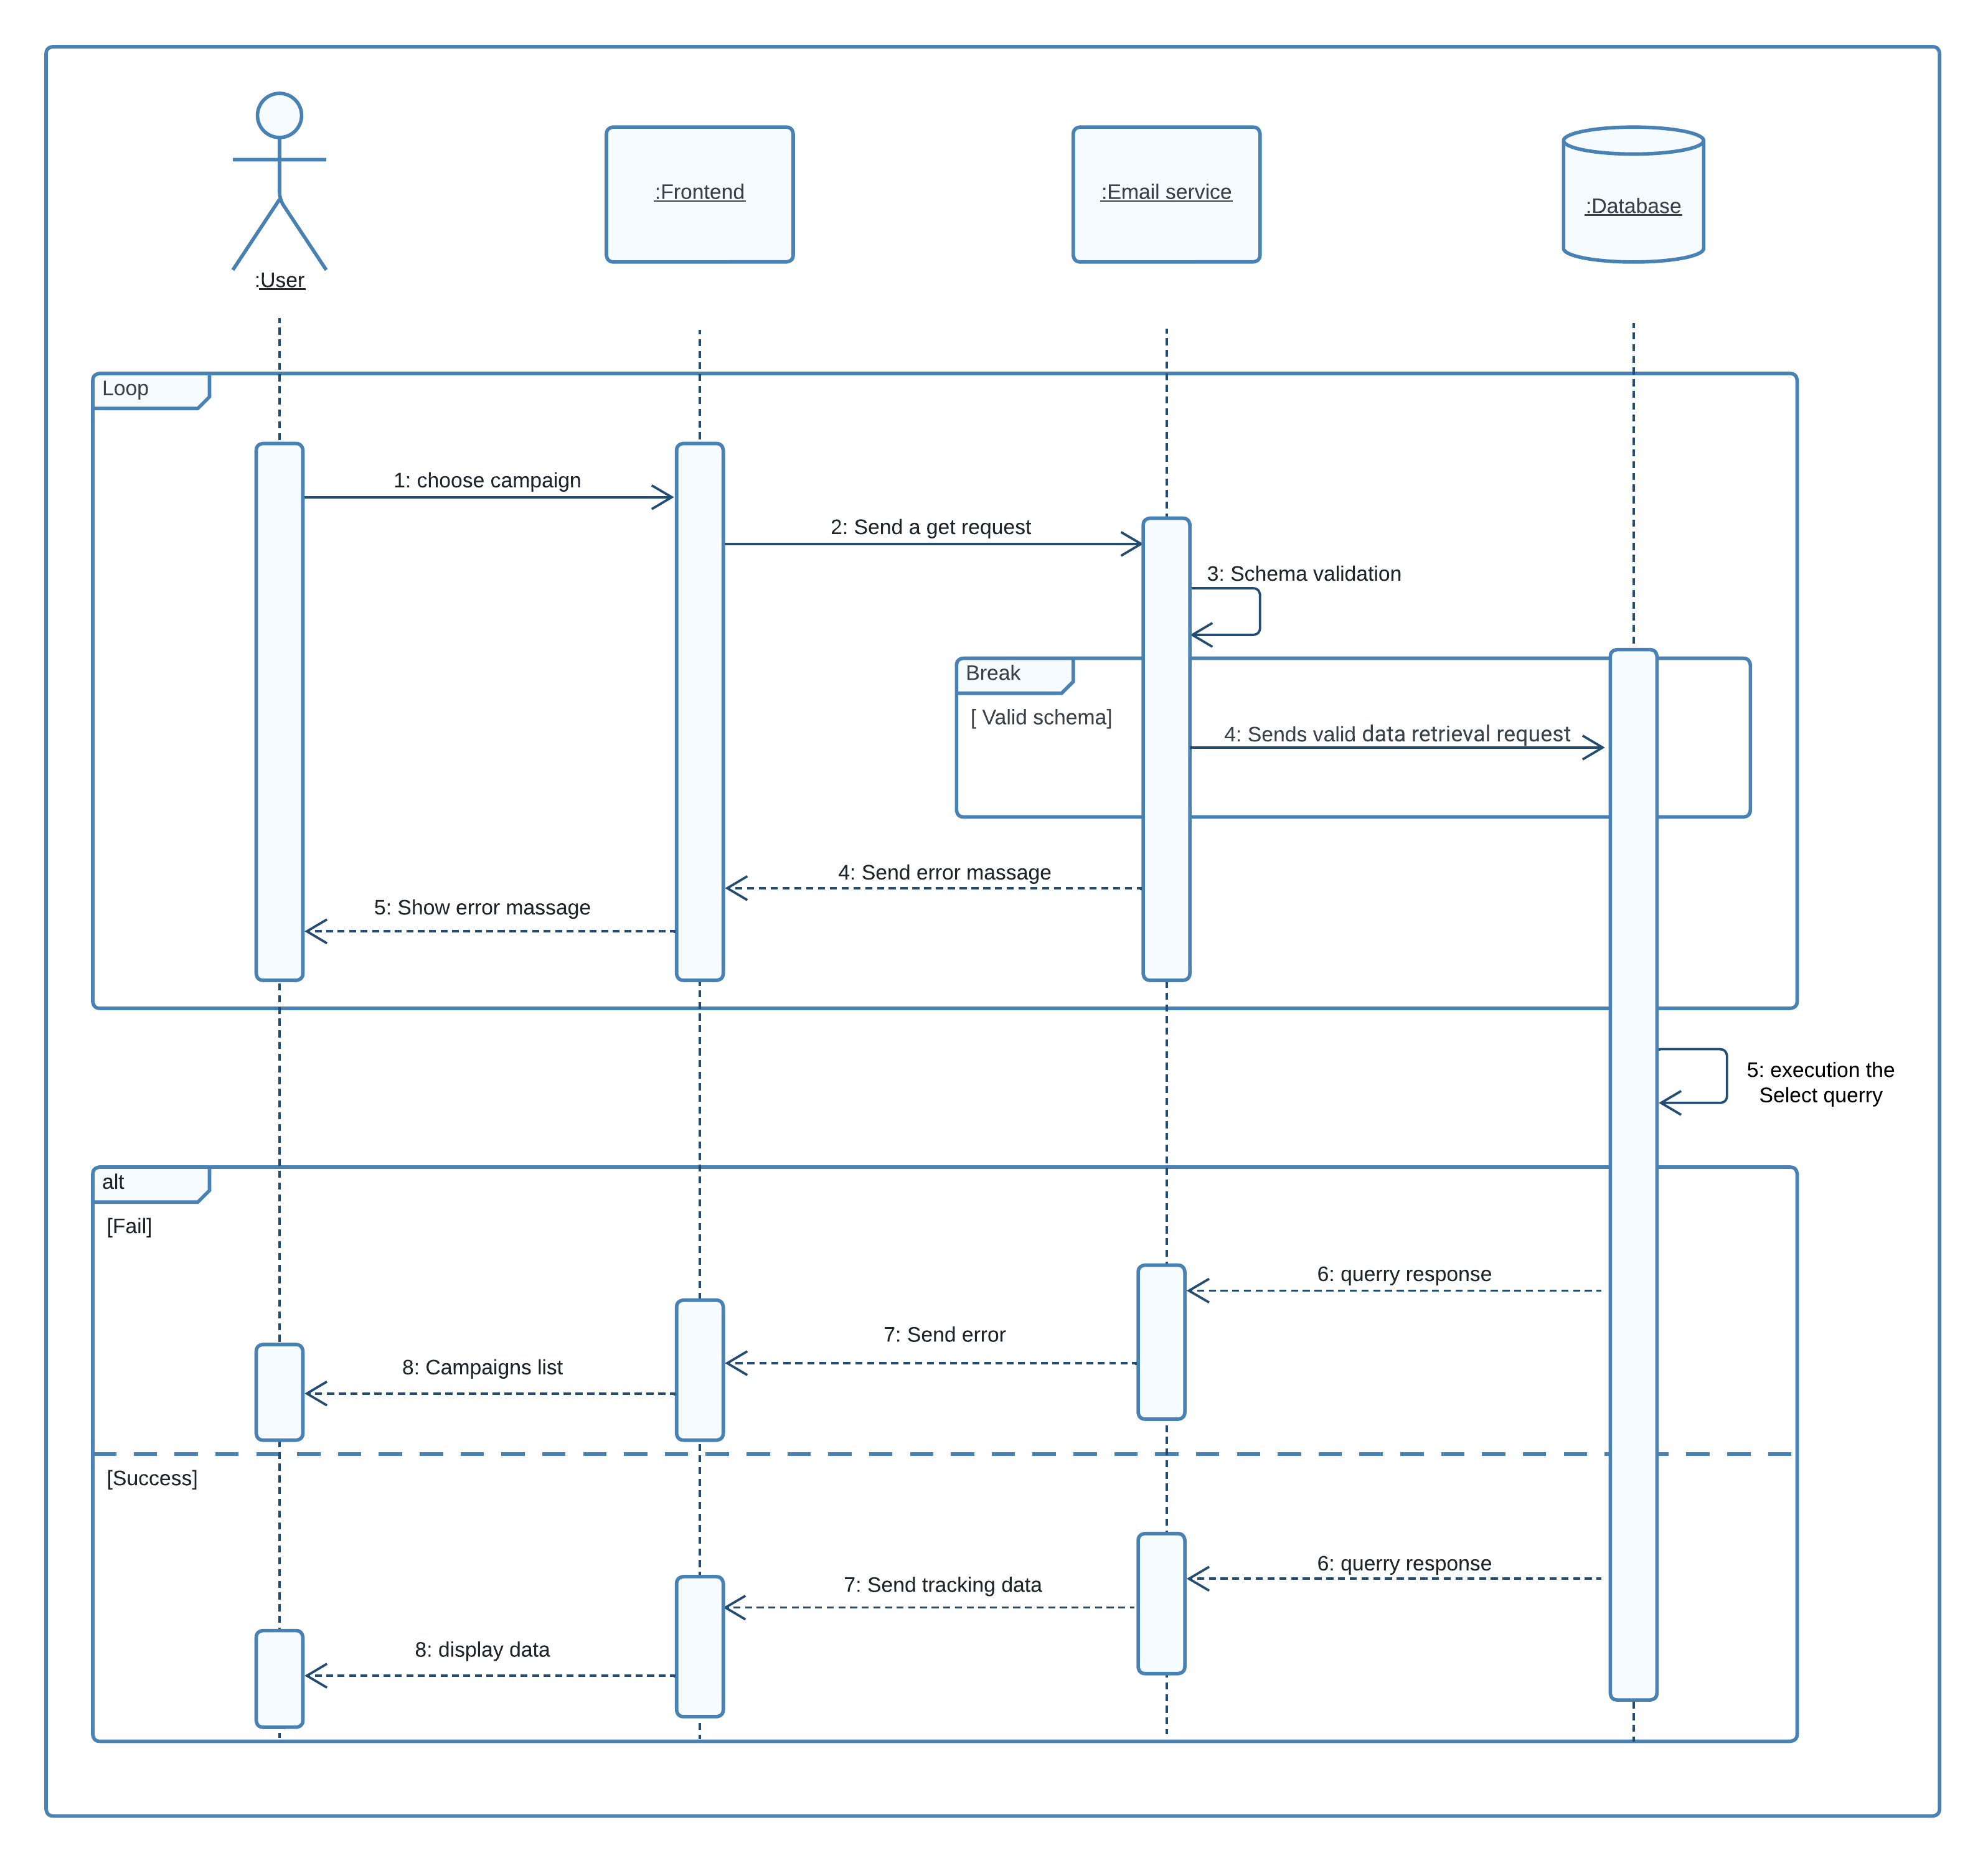 :User
:Frontend
:Email service
:Database
Loop
1: choose campaign
2: Send a get request
3: Schema validation
Break
[ Valid schema]
4: Sends valid data retrieval request
4: Send error massage
5: Show error massage
5: execution the
Select querry
alt
[Fail]
6: querry response
7: Send error
8: Campaigns list
[Success]
6: querry response
7: Send tracking data
8: display data